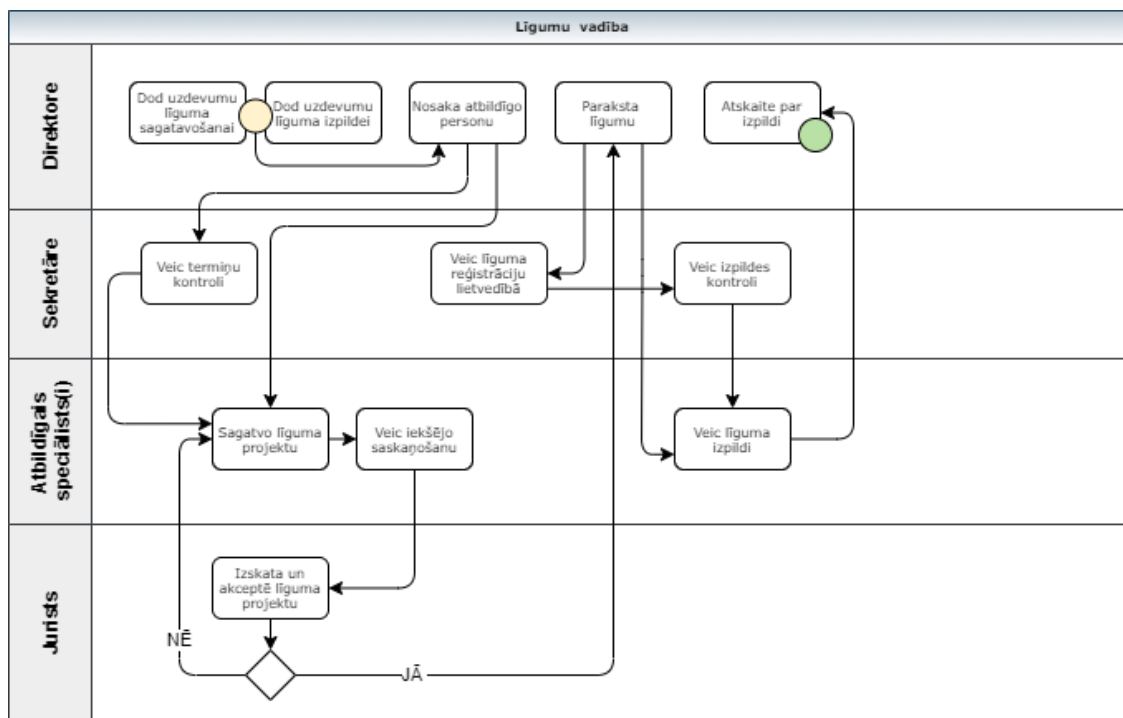 Līgumu vadība
Direktore
Dod uzdevumu
līguma
sagatavošanai
Dod uzdevumu
līguma izpildei
Nosaka atbildīgo
personu
Paraksta
līgumu
Atskaite par
izpildi
Sekretāre
Veic termiņu
kontroli
Veic līguma
reģistrāciju
lietvedībā
Veic izpildes
kontroli
Atbildīgais
speciālists(i)
Sagatvo līguma
projektu
Veic iekšējo
saskaņošanu
Veic līguma
izpildi
Jurists
Izskata un
akceptē līguma
projektu
NĒ
JĀ